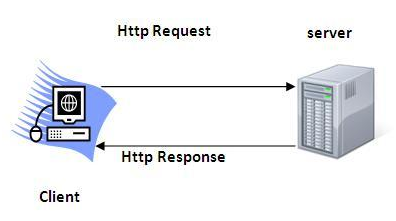 Http Request
server
Http Response
Client